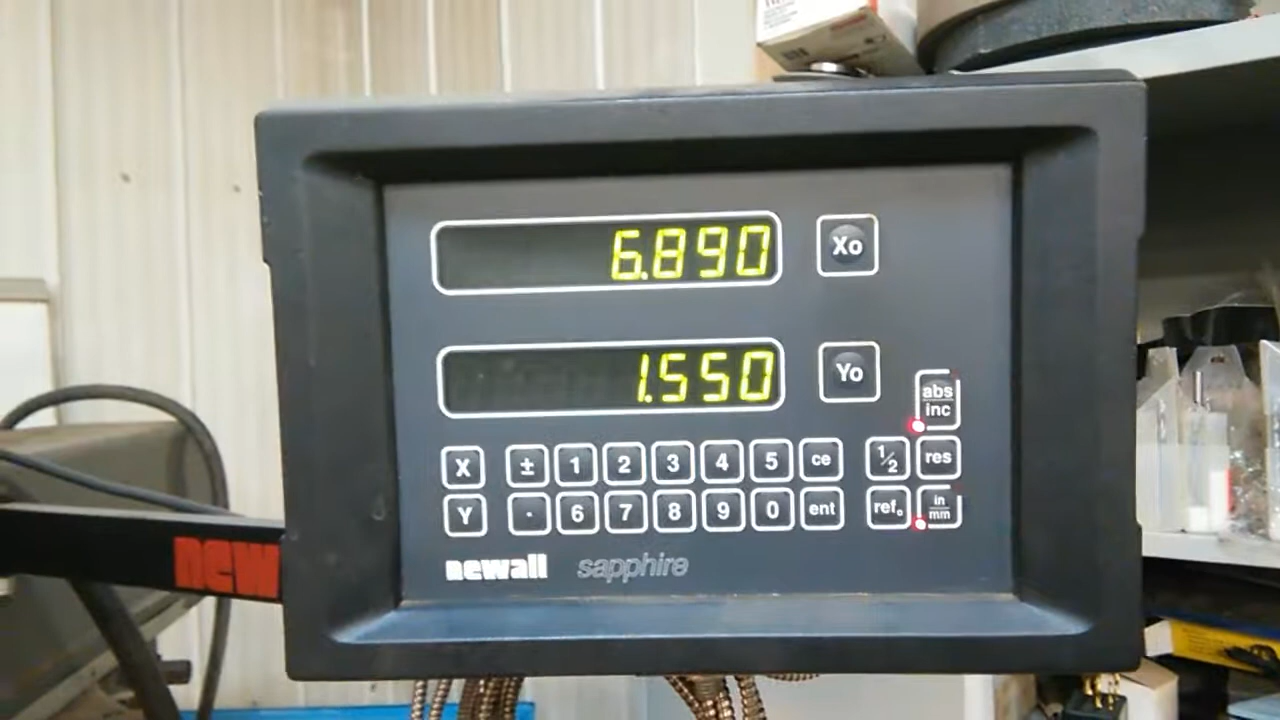 6.890
Xo
1.550
Yo
abs
inc
X ± 1 2 3 4 5 ce 1/2 res
Y · 6 7 8 9 0 ent ref. in
mm
newall sapphire
new